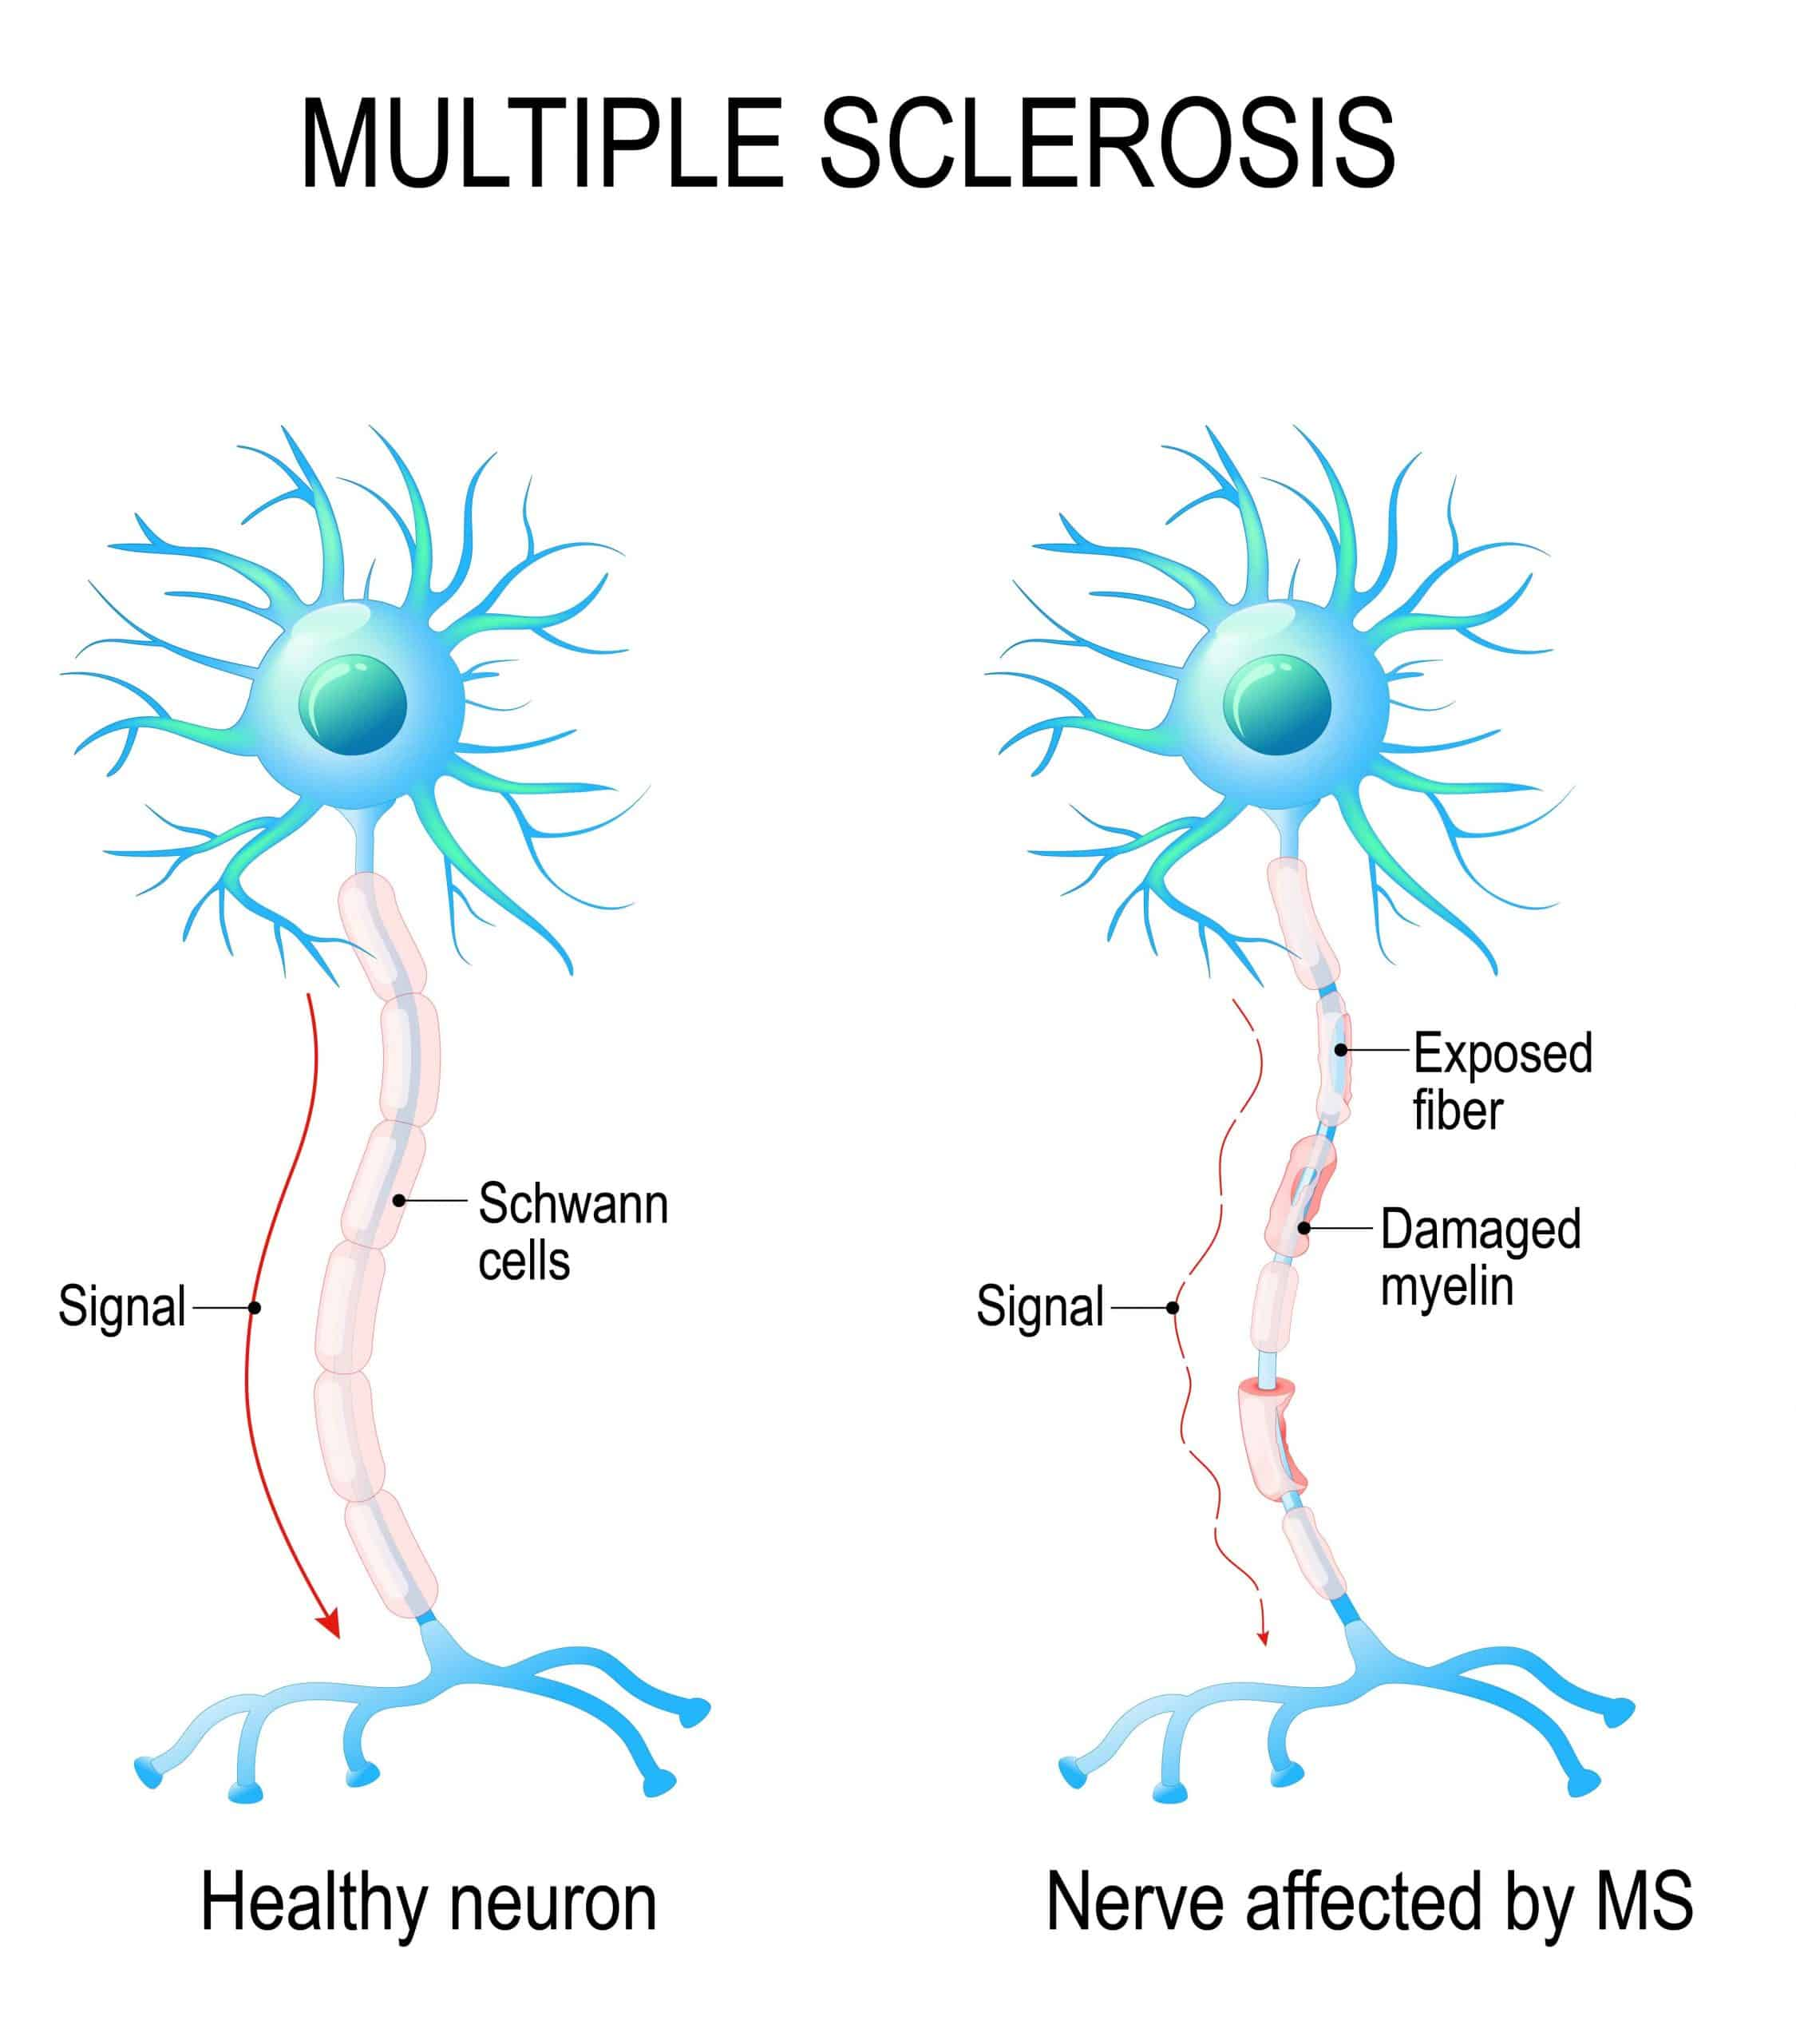 MULTIPLE SCLEROSIS
Schwann
cells
Signal
Healthy neuron
Exposed
fiber
Damaged
myelin
Signal
Nerve affected by MS